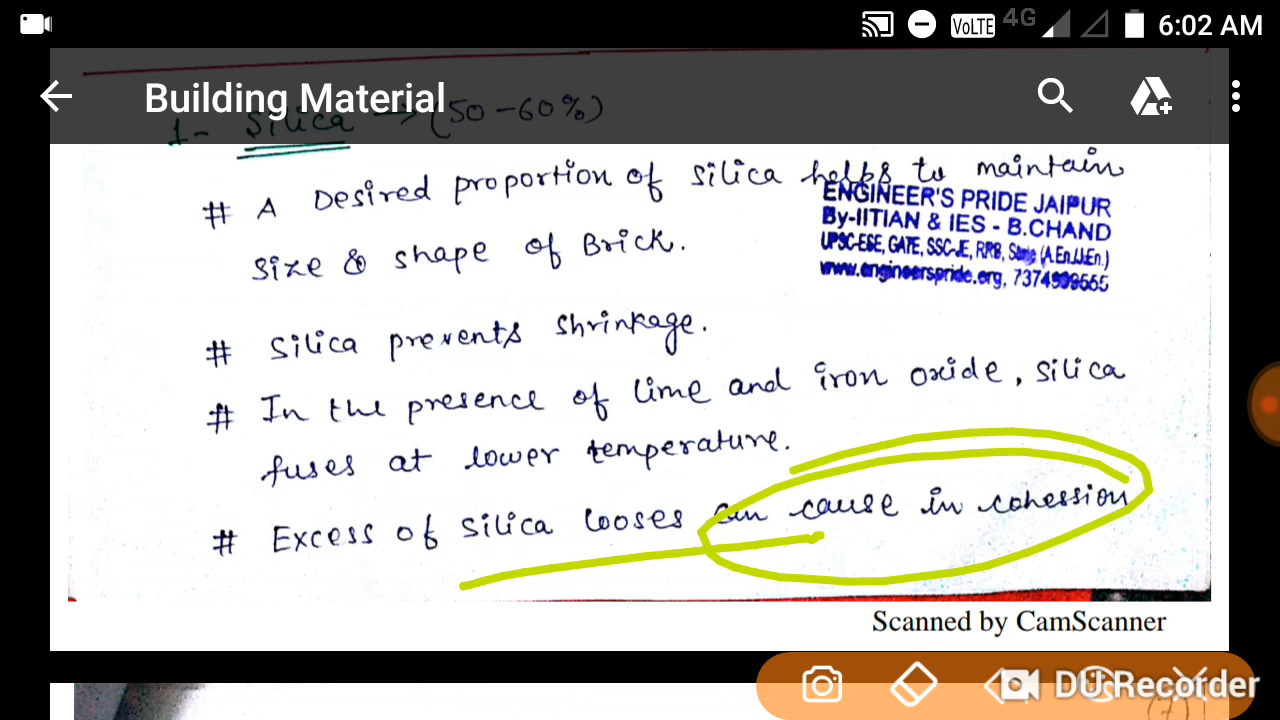 VoLTE 4G 6:02 AM
Building Material
1- Silica → (50-60%)
# A Desired proportion of silica helps to maintain
size & shape of Brick.
ENGINEER'S PRIDE JAIPUR
By-IITIAN & IES - B.CHAND
UPSC-ESE, GATE, SSC-JE, RRB, State (A.En./J.En.)
www.engineerspride.org,
# Silica prevents shrinkage.
# In the presence of lime and iron oxide, silica
fuses at lower temperature.
# Excess of silica looses can cause in cohession
Scanned by CamScanner
DU Recorder